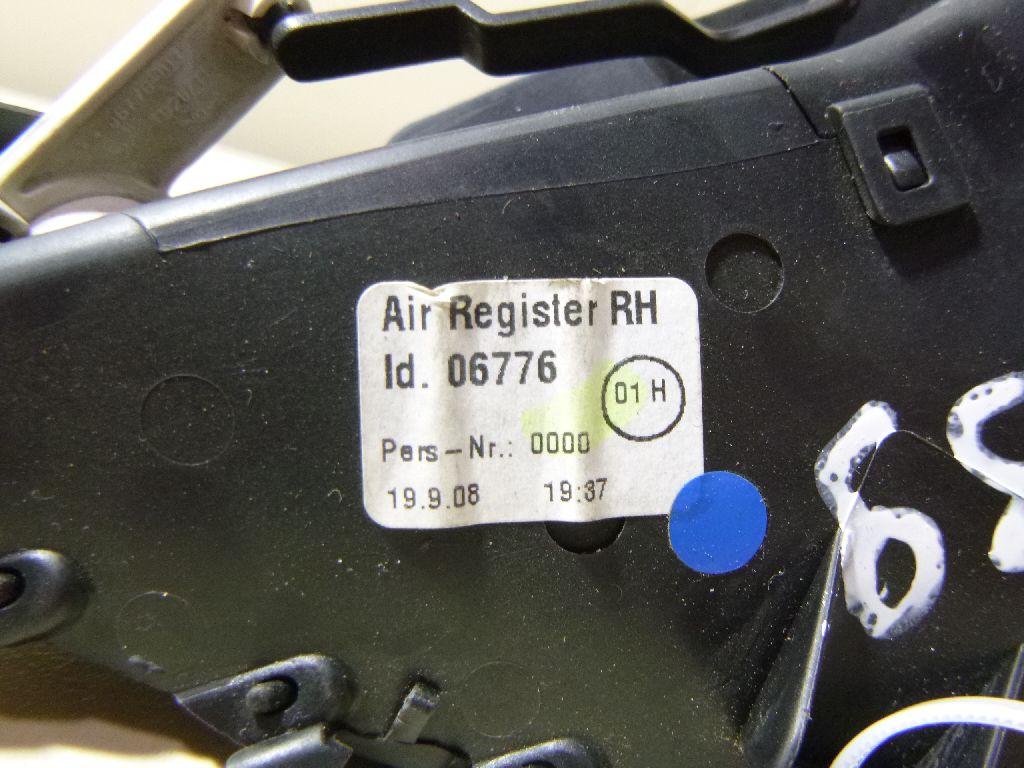 Air Register RH
Id. 06776
01 H
Pers-Nr.: 0000
19.9.08 19:37